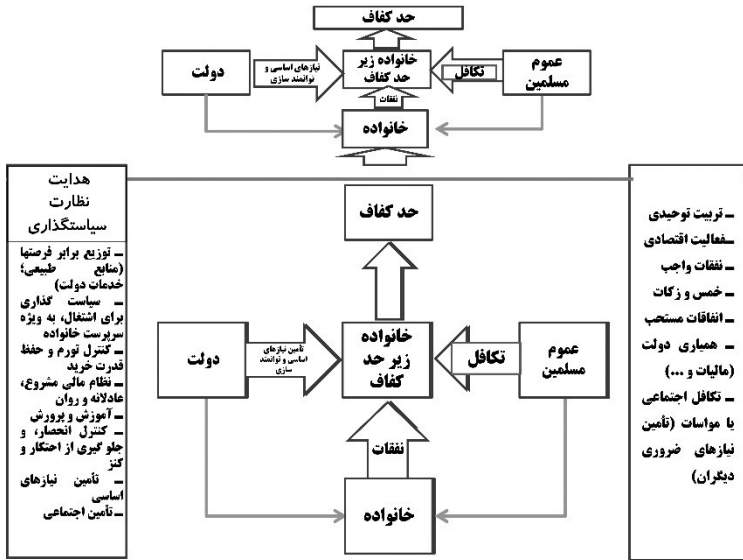 حد کفاف
دولت
نیازهای اساسی و
توانمند سازی
خانواده زیر
حد کفاف
تکافل
عموم
مسلمین
نفقات
خانواده
هدایت
نظارت
سیاستگذاری
ـ توزیع برابر فرصتها
(منابع طبیعی؛
خدمات دولت)
ـ سیاست گذاری
برای اشتغال، به ویژه
سرپرست خانواده
ـ کنترل تورم و حفظ
قدرت خرید
ـ نظام مالی مشروع،
عادلانه و روان
ـ آموزش و پرورش
ـ کنترل انحصار، و
جلو گیری از احتکار و
کنز
ـ تأمین نیازهای
اساسی
ـ تأمین اجتماعی
حد کفاف
دولت
تأمین نیازهای
اساسی و توانمند
سازی
خانواده
زیر حد
کفاف
تکافل
عموم
مسلمین
نفقات
خانواده
ـ تربیت توحیدی
ـفعالیت اقتصادی
ـ نفقات واجب
ـ خمس و زکات
ـ انفاقات مستحب
ـ همیاری دولت
(مالیات و ...)
ـ تکافل اجتماعی
یا مواسات (تأمین
نیازهای ضروری
دیگران)